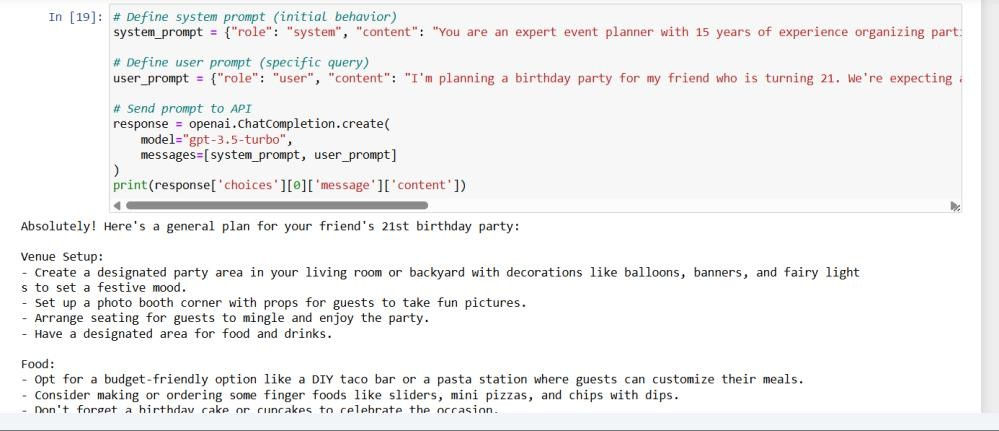 In [19]: # Define system prompt (initial behavior)
system_prompt = {"role": "system", "content": "You are an expert event planner with 15 years of experience organizing
# Define user prompt (specific query)
user_prompt = {"role": "user", "content": "I'm planning a birthday party for my friend who is turning 21. We're expecting
# Send prompt to API
response = openai.ChatCompletion.create(
    model="gpt-3.5-turbo",
    messages=[system_prompt, user_prompt]
)
print(response['choices'][0]['message']['content'])
Absolutely! Here's a general plan for your friend's 21st birthday party:
Venue Setup:
- Create a designated party area in your living room or backyard with decorations like balloons, banners, and fairy light
s to set a festive mood.
- Set up a photo booth corner with props for guests to take fun pictures.
- Arrange seating for guests to mingle and enjoy the party.
- Have a designated area for food and drinks.
Food:
- Opt for a budget-friendly option like a DIY taco bar or a pasta station where guests can customize their meals.
- Consider making or ordering some finger foods like sliders, mini pizzas, and chips with dips.
- Don't forget a birthday cake or cupcakes to celebrate the occasion.